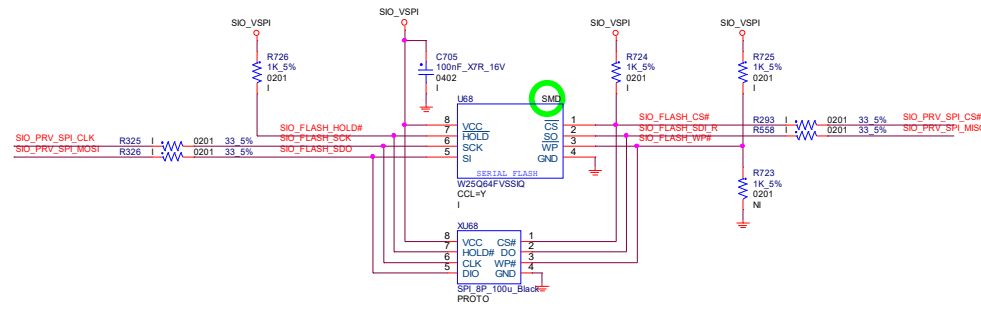 SIO_VSPI
SIO_VSPI
SIO_VSPI
SIO_VSPI
R726
1K_5%
0201
I
C705
100nF_X7R_16V
0402
I
R724
1K_5%
0201
I
R725
1K_5%
0201
I
U68
SMD
SIO_PRV_SPI_CLK
SIO_PRV_SPI_MOSI
R325 I 0201 33_5%
R326 I 0201 33_5%
SIO_FLASH_HOLD#
SIO_FLASH_SCK
SIO_FLASH_SDO
8 VCC CS 1
7 HOLD SO 2
6 SCK WP 3
5 SI GND 4
SERIAL FLASH
W25Q64FVSSIQ
CCL=Y
I
SIO_FLASH_CS#
SIO_FLASH_SDI_R
SIO_FLASH_WP#
R293 I 0201 33_5%
R558 I 0201 33_5%
SIO_PRV_SPI_CS#
SIO_PRV_SPI_MISO
R723
1K_5%
0201
NI
XU68
8 VCC CS# 1
7 HOLD# DO 2
6 CLK WP# 3
5 DIO GND 4
SPI_8P_100u_Black
PROTO